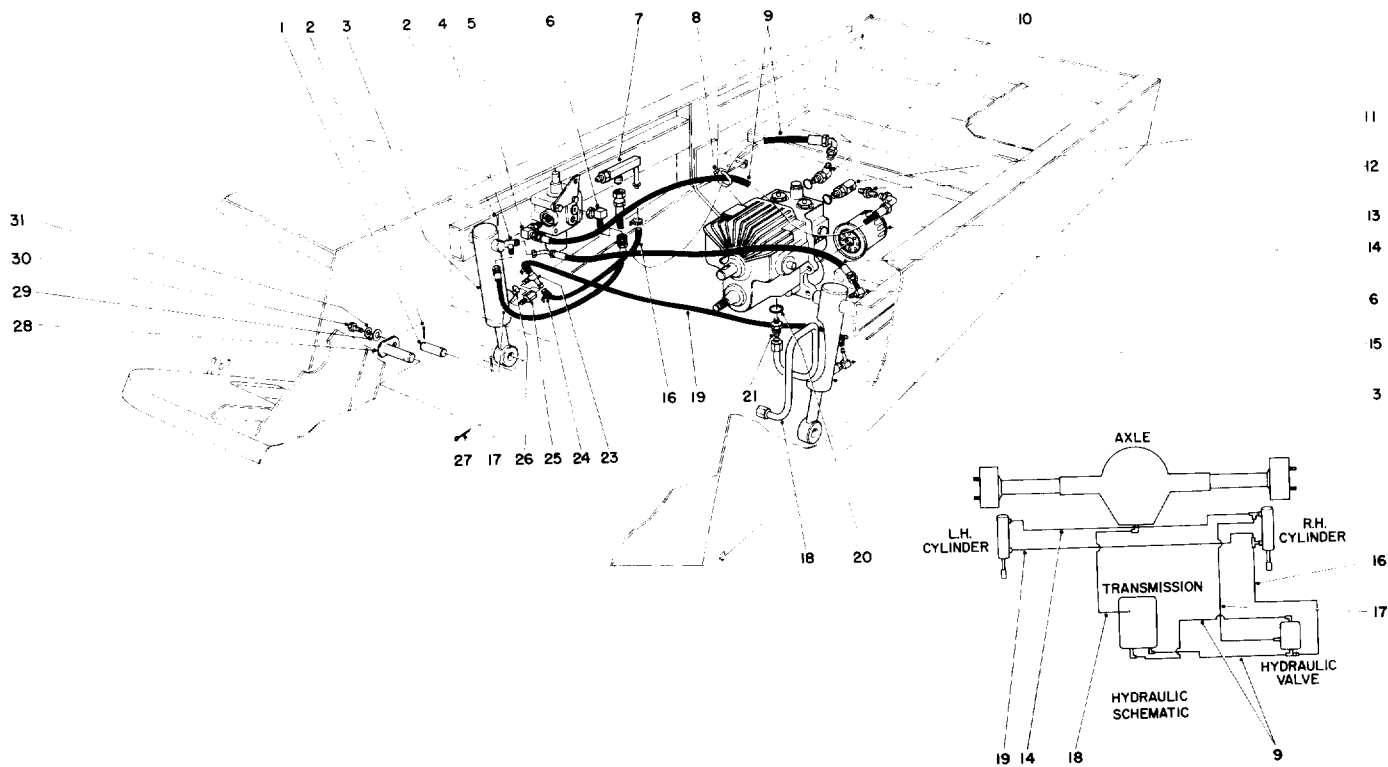 1 2 3 2 4 5 6 7 8 9 10
11
12
13
14
6
15
3
31
30
29
28
16 19 21
27 17 26 25 24 23
18 20
AXLE
L.H.
CYLINDER
R.H.
CYLINDER
16
TRANSMISSION
17
18
HYDRAULIC
VALVE
HYDRAULIC
SCHEMATIC
19 14 18 9